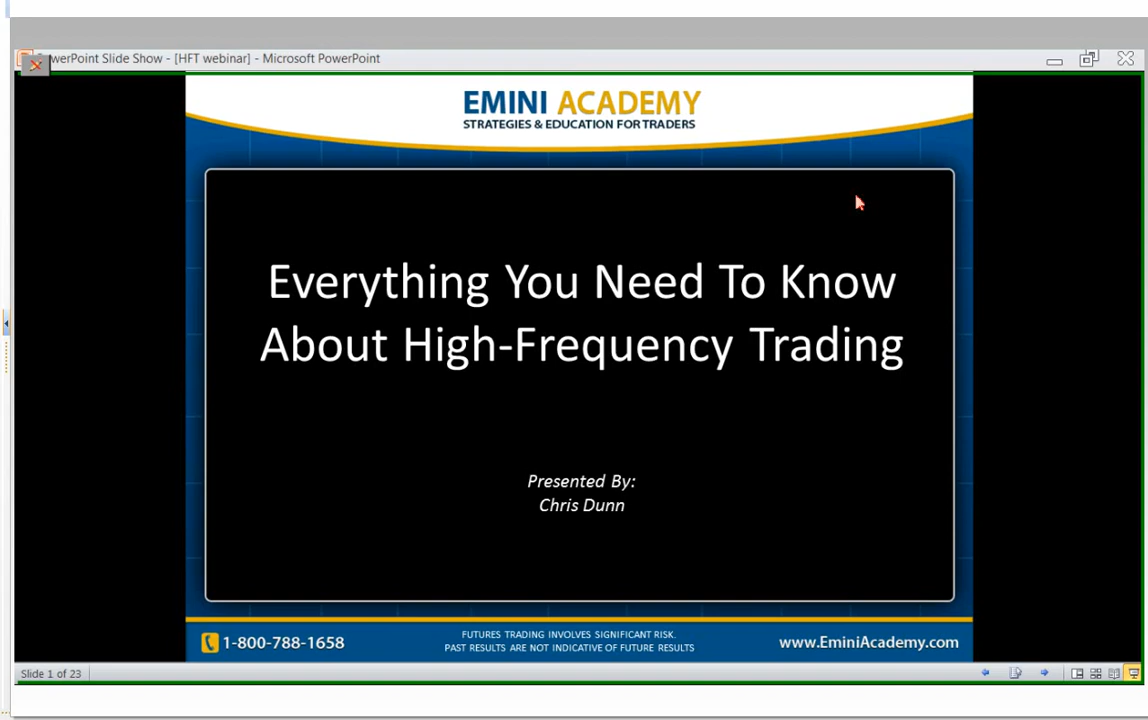 werPoint Slide Show - [HFT webinar] - Microsoft PowerPoint
EMINI ACADEMY
STRATEGIES & EDUCATION FOR TRADERS
Everything You Need To Know
About High-Frequency Trading
Presented By:
Chris Dunn
1-800-788-1658
FUTURES TRADING INVOLVES SIGNIFICANT RISK.
PAST RESULTS ARE NOT INDICATIVE OF FUTURE RESULTS
www.EminiAcademy.com
Slide 1 of 23